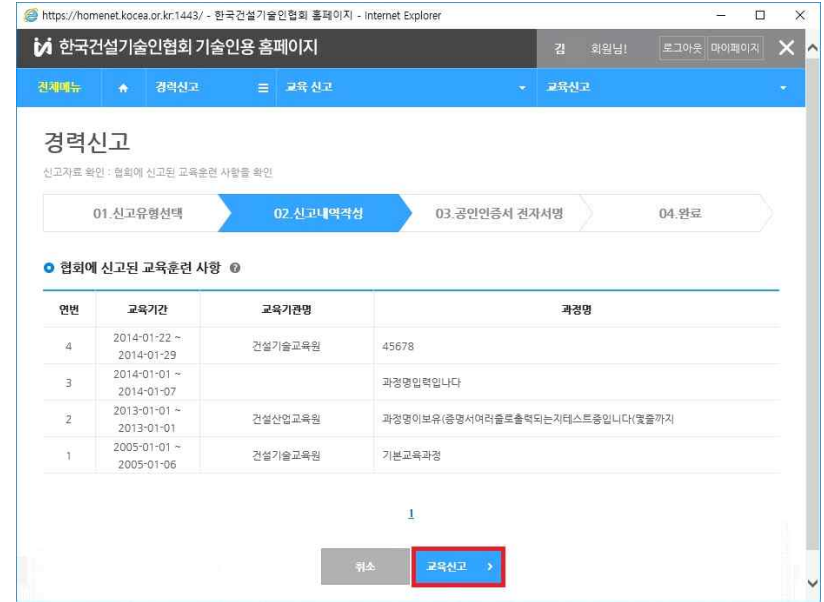 https://homenet.kocea.or.kr:1443/ - 한국건설기술인협회 홈페이지 - Internet Explorer
한국건설기술인협회 기술인용 홈페이지 김 회원님! 로그아웃 마이페이지
전체메뉴 경력신고 교육 신고 교육신고
경력신고
신고자료 확인 : 협회에 신고된 교육훈련 사항을 확인
01.신고유형선택 02.신고내역작성 03.공인인증서 전자서명 04.완료
협회에 신고된 교육훈련 사항
연번 교육기간 교육기관명 과정명
4 2014-01-22 ~ 2014-01-29 건설기술교육원 45678
3 2014-01-01 ~ 2014-01-07 과정명입력입나다
2 2013-01-01 ~ 2013-01-01 건설산업교육원 과정명이보유(증명서여러줄로출력되는지테스트중입니다(몇줄까지
1 2005-01-01 ~ 2005-01-06 건설기술교육원 기본교육과정
1
취소 교육신고